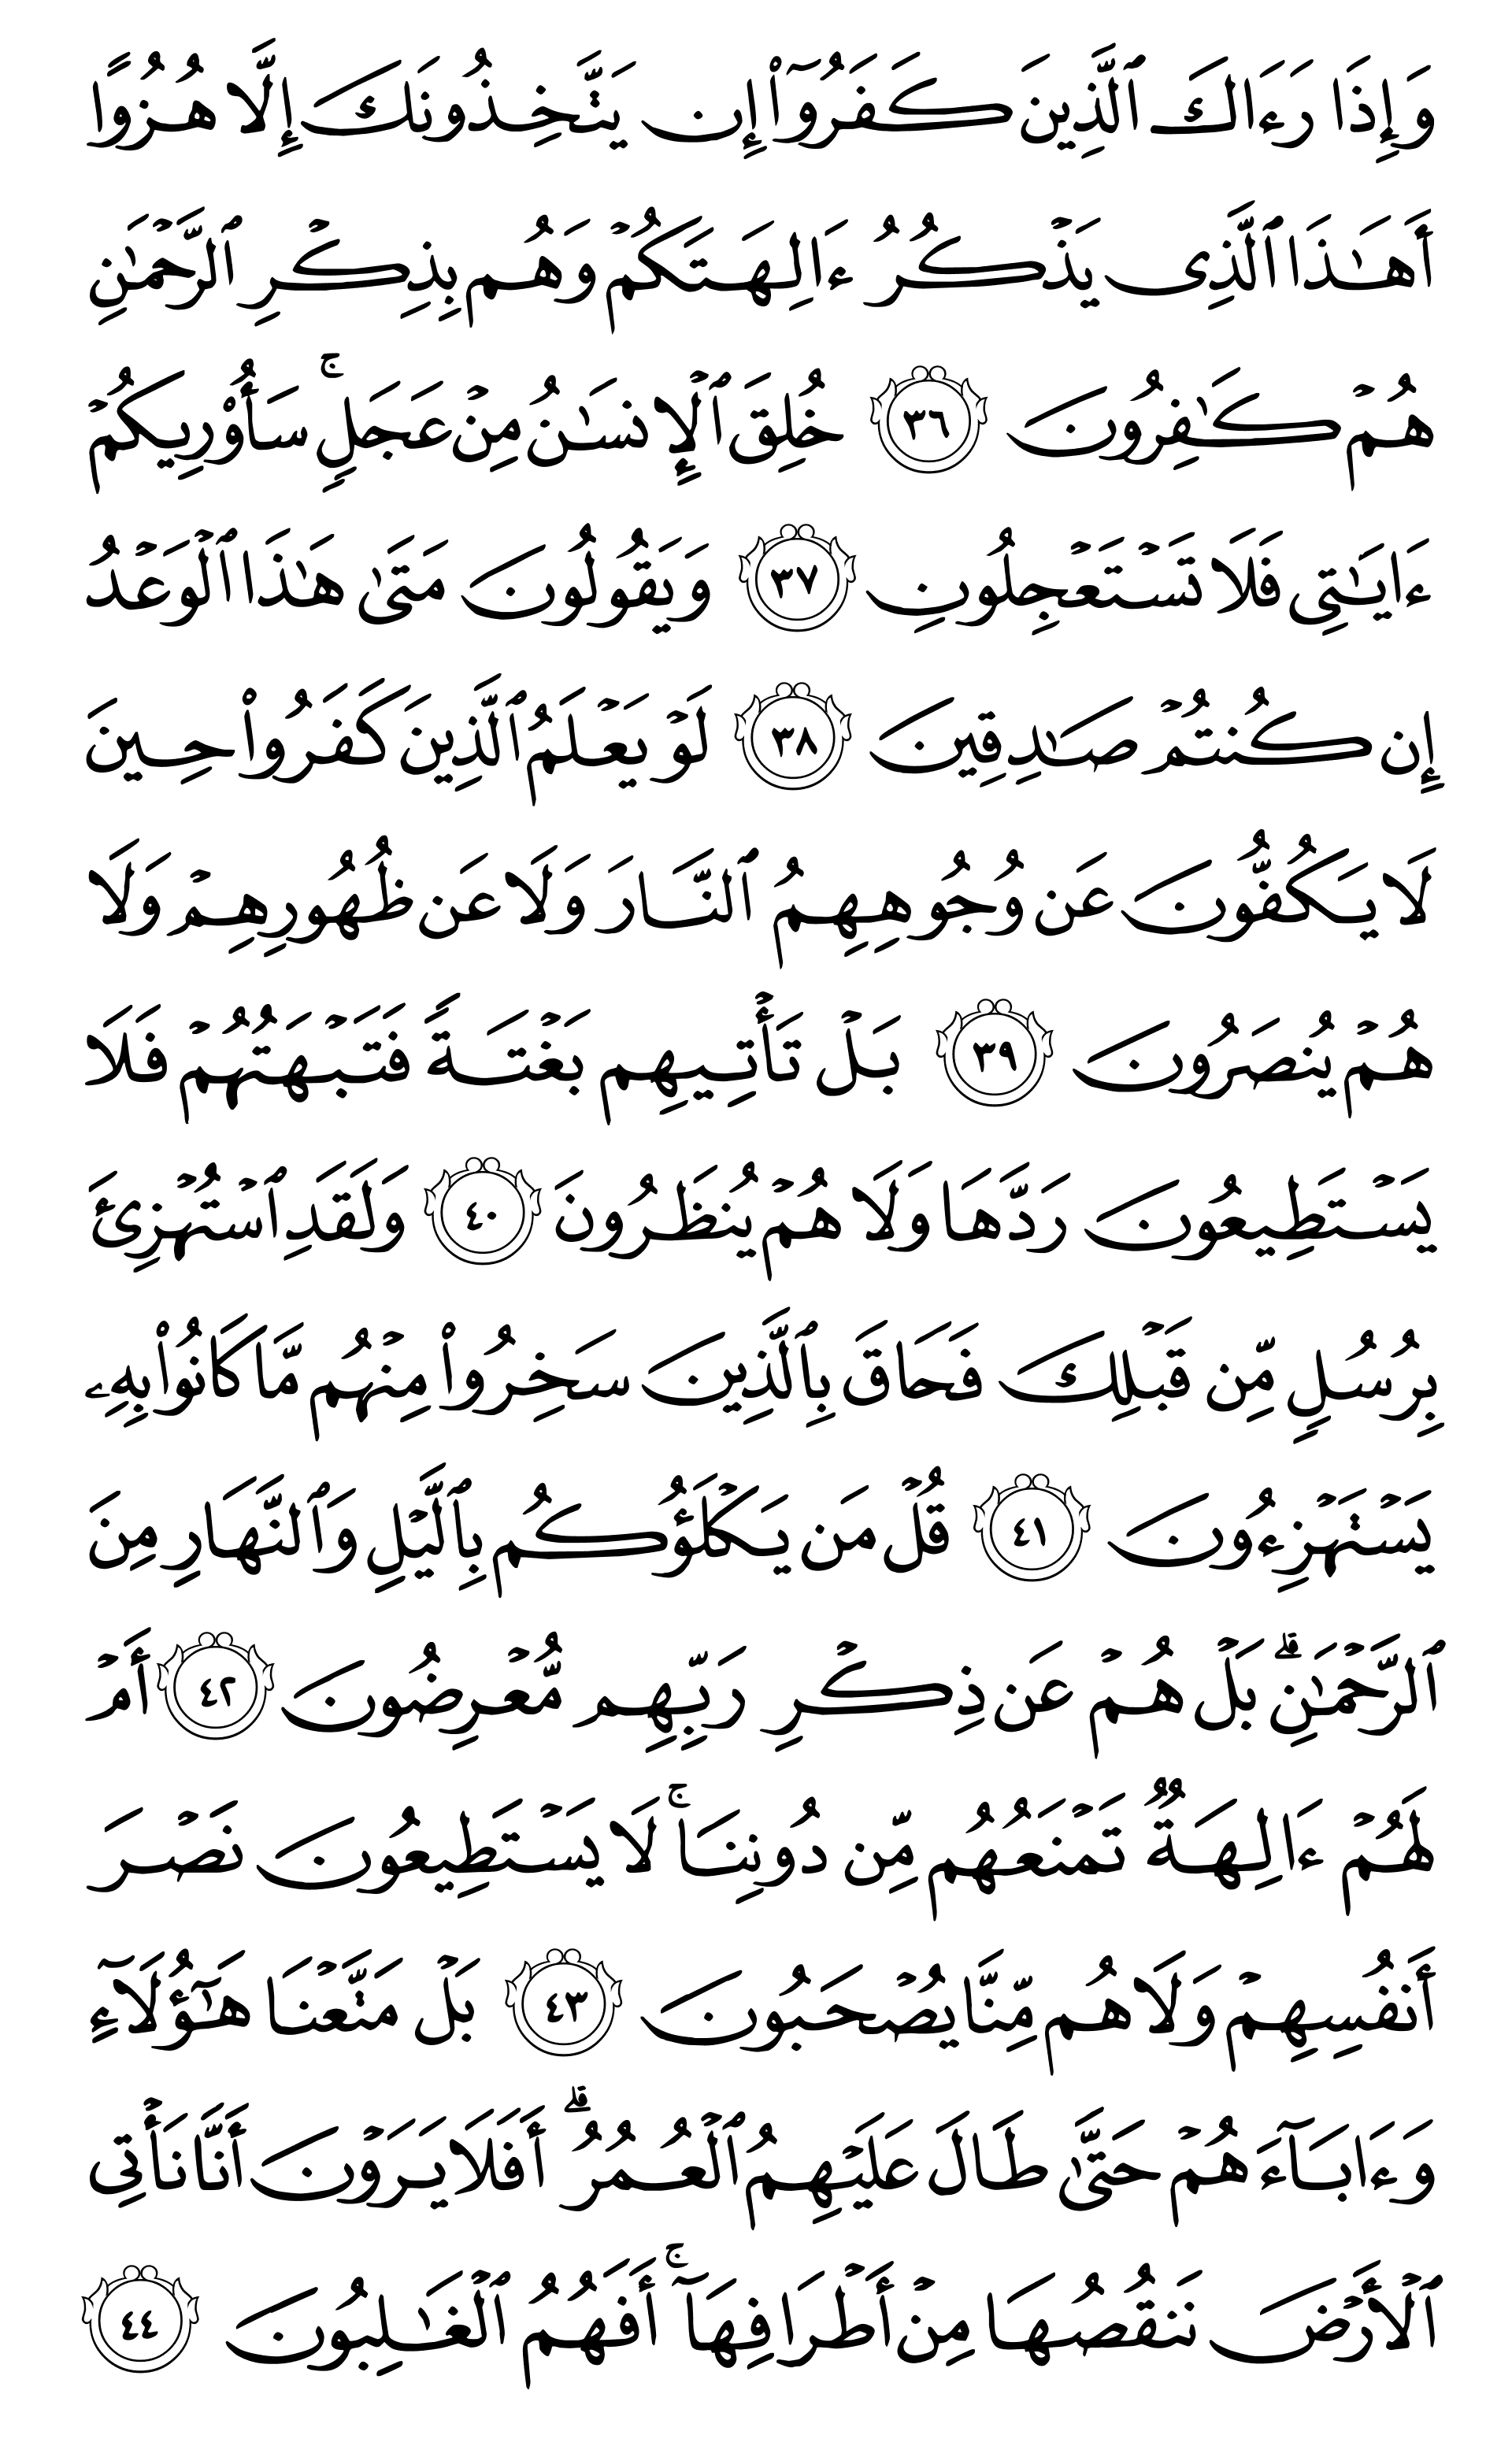 وَإِذَا رَءَاكَ ٱلَّذِينَ كَفَرُوٓا۟ إِن يَتَّخِذُونَكَ إِلَّا هُزُوًا
أَهَـٰذَا ٱلَّذِى يَذْكُرُ ءَالِهَتَكُمْ وَهُم بِذِكْرِ ٱلرَّحْمَـٰنِ
هُمْ كَـٰفِرُونَ ٣٦ خُلِقَ ٱلْإِنسَـٰنُ مِنْ عَجَلٍ ۚ سَأُو۟رِيكُمْ
ءَايَـٰتِى فَلَا تَسْتَعْجِلُونِ ٣٧ وَيَقُولُونَ مَتَىٰ هَـٰذَا ٱلْوَعْدُ
إِن كُنتُمْ صَـٰدِقِينَ ٣٨ لَوْ يَعْلَمُ ٱلَّذِينَ كَفَرُوا۟ حِينَ
لَا يَكُفُّونَ عَن وُجُوهِهِمُ ٱلنَّارَ وَلَا عَن ظُهُورِهِمْ وَلَا
هُمْ يُنصَرُونَ ٣٩ بَلْ تَأْتِيهِم بَغْتَةً فَتَبْهَتُهُمْ فَلَا
يَسْتَطِيعُونَ رَدَّهَا وَلَا هُمْ يُنظَرُونَ ٤٠ وَلَقَدِ ٱسْتُهْزِئَ
بِرُسُلٍ مِّن قَبْلِكَ فَحَاقَ بِٱلَّذِينَ سَخِرُوا۟ مِنْهُم مَّا كَانُوا۟ بِهِۦ
يَسْتَهْزِءُونَ ٤١ قُلْ مَن يَكْلَؤُكُم بِٱلَّيْلِ وَٱلنَّهَارِ مِنَ
ٱلرَّحْمَـٰنِ ۗ بَلْ هُمْ عَن ذِكْرِ رَبِّهِم مُّعْرِضُونَ ٤٢ أَمْ
لَهُمْ ءَالِهَةٌ تَمْنَعُهُم مِّن دُونِنَا ۚ لَا يَسْتَطِيعُونَ نَصْرَ
أَنفُسِهِمْ وَلَا هُم مِّنَّا يُصْحَبُونَ ٤٣ بَلْ مَتَّعْنَا هَـٰٓؤُلَآءِ
وَءَابَآءَهُمْ حَتَّىٰ طَالَ عَلَيْهِمُ ٱلْعُمُرُ ۗ أَفَلَا يَرَوْنَ أَنَّا نَأْتِى
ٱلْأَرْضَ نَنقُصُهَا مِنْ أَطْرَافِهَآ ۚ أَفَهُمُ ٱلْغَـٰلِبُونَ ٤٤